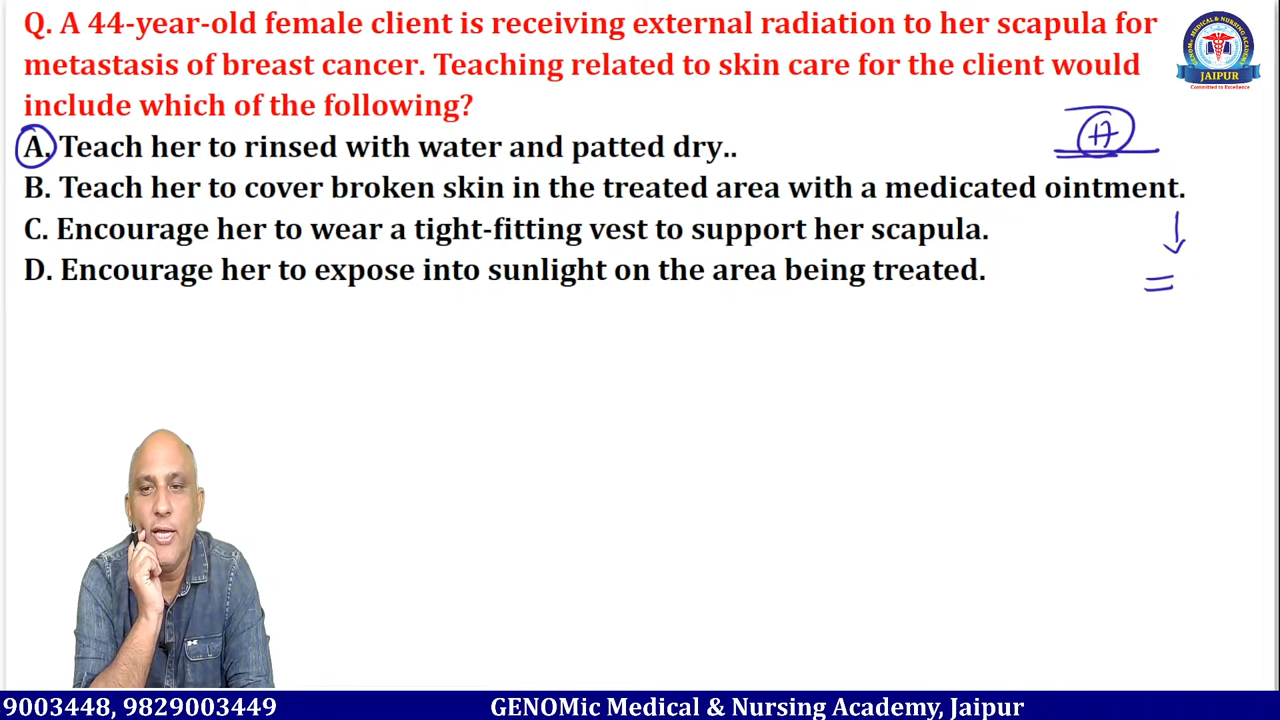 Q. A 44-year-old female client is receiving external radiation to her scapula for
metastasis of breast cancer. Teaching related to skin care for the client would
include which of the following?
A. Teach her to rinsed with water and patted dry..
B. Teach her to cover broken skin in the treated area with a medicated ointment.
C. Encourage her to wear a tight-fitting vest to support her scapula.
D. Encourage her to expose into sunlight on the area being treated.
A
=
JAIPUR
Committed to Excellence
9003448, 9829003449
GENOMic Medical & Nursing Academy, Jaipur